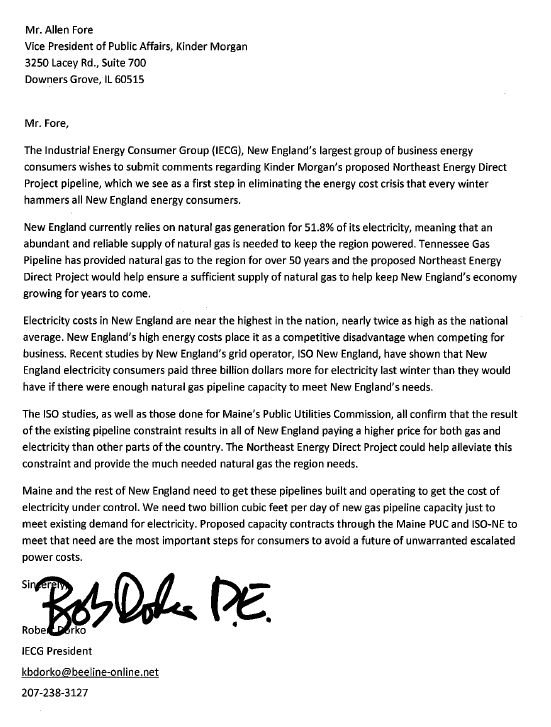 Mr. Allen Fore
Vice President of Public Affairs, Kinder Morgan
3250 Lacey Rd., Suite 700
Downers Grove, IL 60515
Mr. Fore,
The Industrial Energy Consumer Group (IECG), New England's largest group of business energy
consumers wishes to submit comments regarding Kinder Morgan's proposed Northeast Energy Direct
Project pipeline, which we see as a first step in eliminating the energy cost crisis that every winter
hammers all New England energy consumers.
New England currently relies on natural gas generation for 51.8% of its electricity, meaning that an
abundant and reliable supply of natural gas is needed to keep the region powered. Tennessee Gas
Pipeline has provided natural gas to the region for over 50 years and the proposed Northeast Energy
Direct Project would help ensure a sufficient supply of natural gas to help keep New England's economy
growing for years to come.
Electricity costs in New England are near the highest in the nation, nearly twice as high as the national
average. New England's high energy costs place it as a competitive disadvantage when competing for
business. Recent studies by New England's grid operator, ISO New England, have shown that New
England electricity consumers paid three billion dollars more for electricity last winter than they would
have if there were enough natural gas pipeline capacity to meet New England's needs.
The ISO studies, as well as those done for Maine's Public Utilities Commission, all confirm that the result
of the existing pipeline constraint results in all of New England paying a higher price for both gas and
electricity than other parts of the country. The Northeast Energy Direct Project could help alleviate this
constraint and provide the much needed natural gas the region needs.
Maine and the rest of New England need to get these pipelines built and operating to get the cost of
electricity under control. We need two billion cubic feet per day of new gas pipeline capacity just to
meet existing demand for electricity. Proposed capacity contracts through the Maine PUC and ISO-NE to
meet that need are the most important steps for consumers to avoid a future of unwarranted escalated
power costs.
Sincerely,
Bob Dorko P.E.
Robert Dorko
IECG President
kbdorko@beeline-online.net
207-238-3127